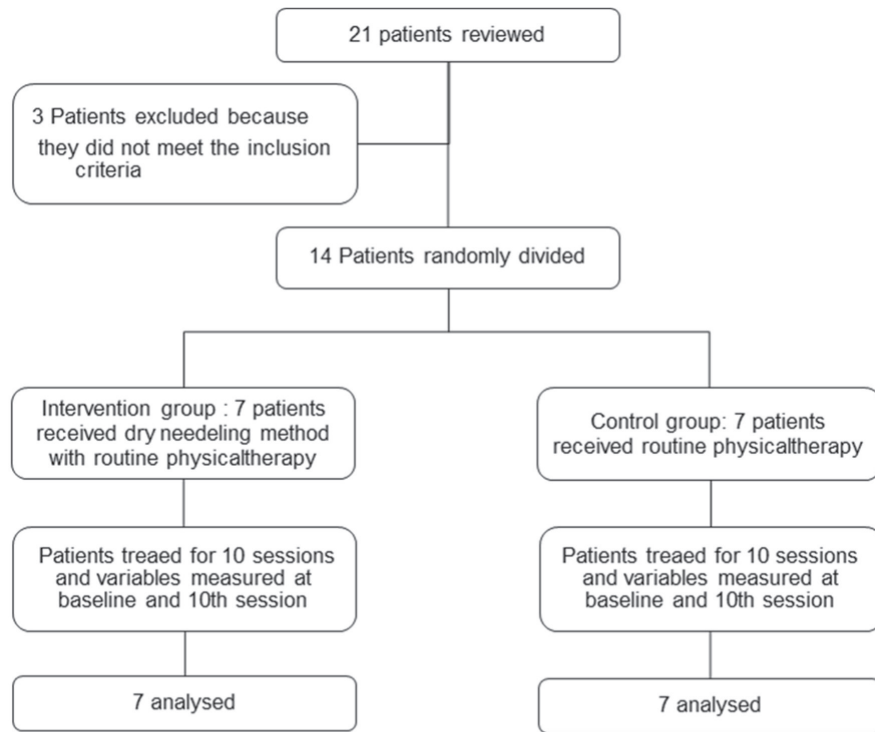 21 patients reviewed
3 Patients excluded because
they did not meet the inclusion
criteria
14 Patients randomly divided
Intervention group : 7 patients
received dry needeling method
with routine physicaltherapy
Control group: 7 patients
received routine physicaltherapy
Patients treaed for 10 sessions
and variables measured at
baseline and 10th session
Patients treaed for 10 sessions
and variables measured at
baseline and 10th session
7 analysed
7 analysed